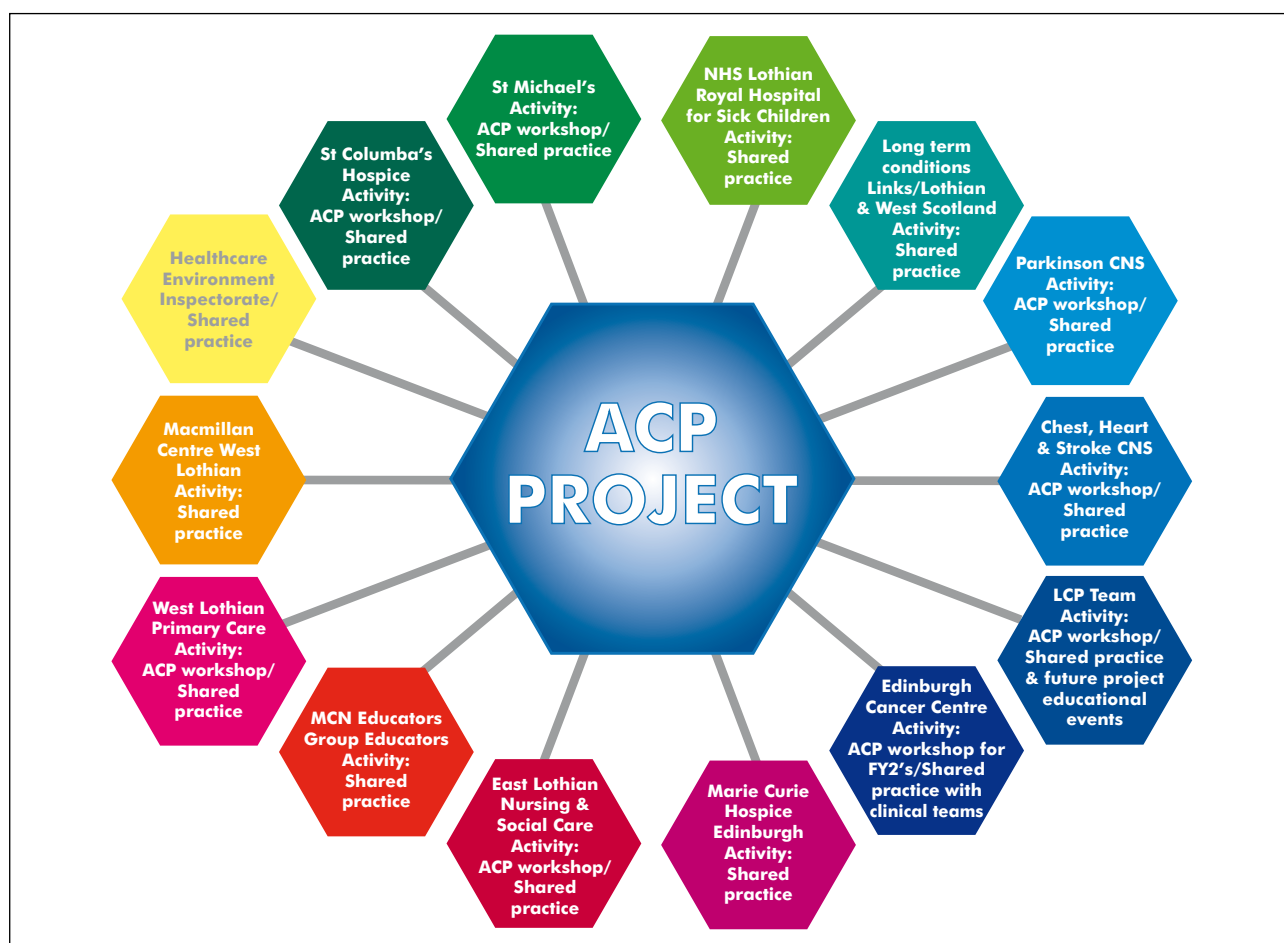 St Michael's
Activity:
ACP workshop/
Shared practice
NHS Lothian
Royal Hospital
for Sick Children
Activity:
Shared
practice
Long term
conditions
Links/Lothian
& West Scotland
Activity:
Shared
practice
Parkinson CNS
Activity:
ACP workshop/
Shared
practice
Chest, Heart
& Stroke CNS
Activity:
ACP workshop/
Shared
practice
LCP Team
Activity:
ACP workshop/
Shared practice
& future project
educational
events
Edinburgh
Cancer Centre
Activity:
ACP workshop for
FY2's/Shared
practice with
clinical teams
Marie Curie
Hospice
Edinburgh
Activity:
Shared
practice
East Lothian
Nursing &
Social Care
Activity:
ACP workshop/
Shared
practice
MCN Educators
Group Educators
Activity:
Shared
practice
West Lothian
Primary Care
Activity:
ACP workshop/
Shared
practice
Macmillan
Centre West
Lothian
Activity:
Shared
practice
Healthcare
Environment
Inspectorate/
Shared
practice
St Columba's
Hospice
Activity:
ACP workshop/
Shared
practice
ACP
PROJECT